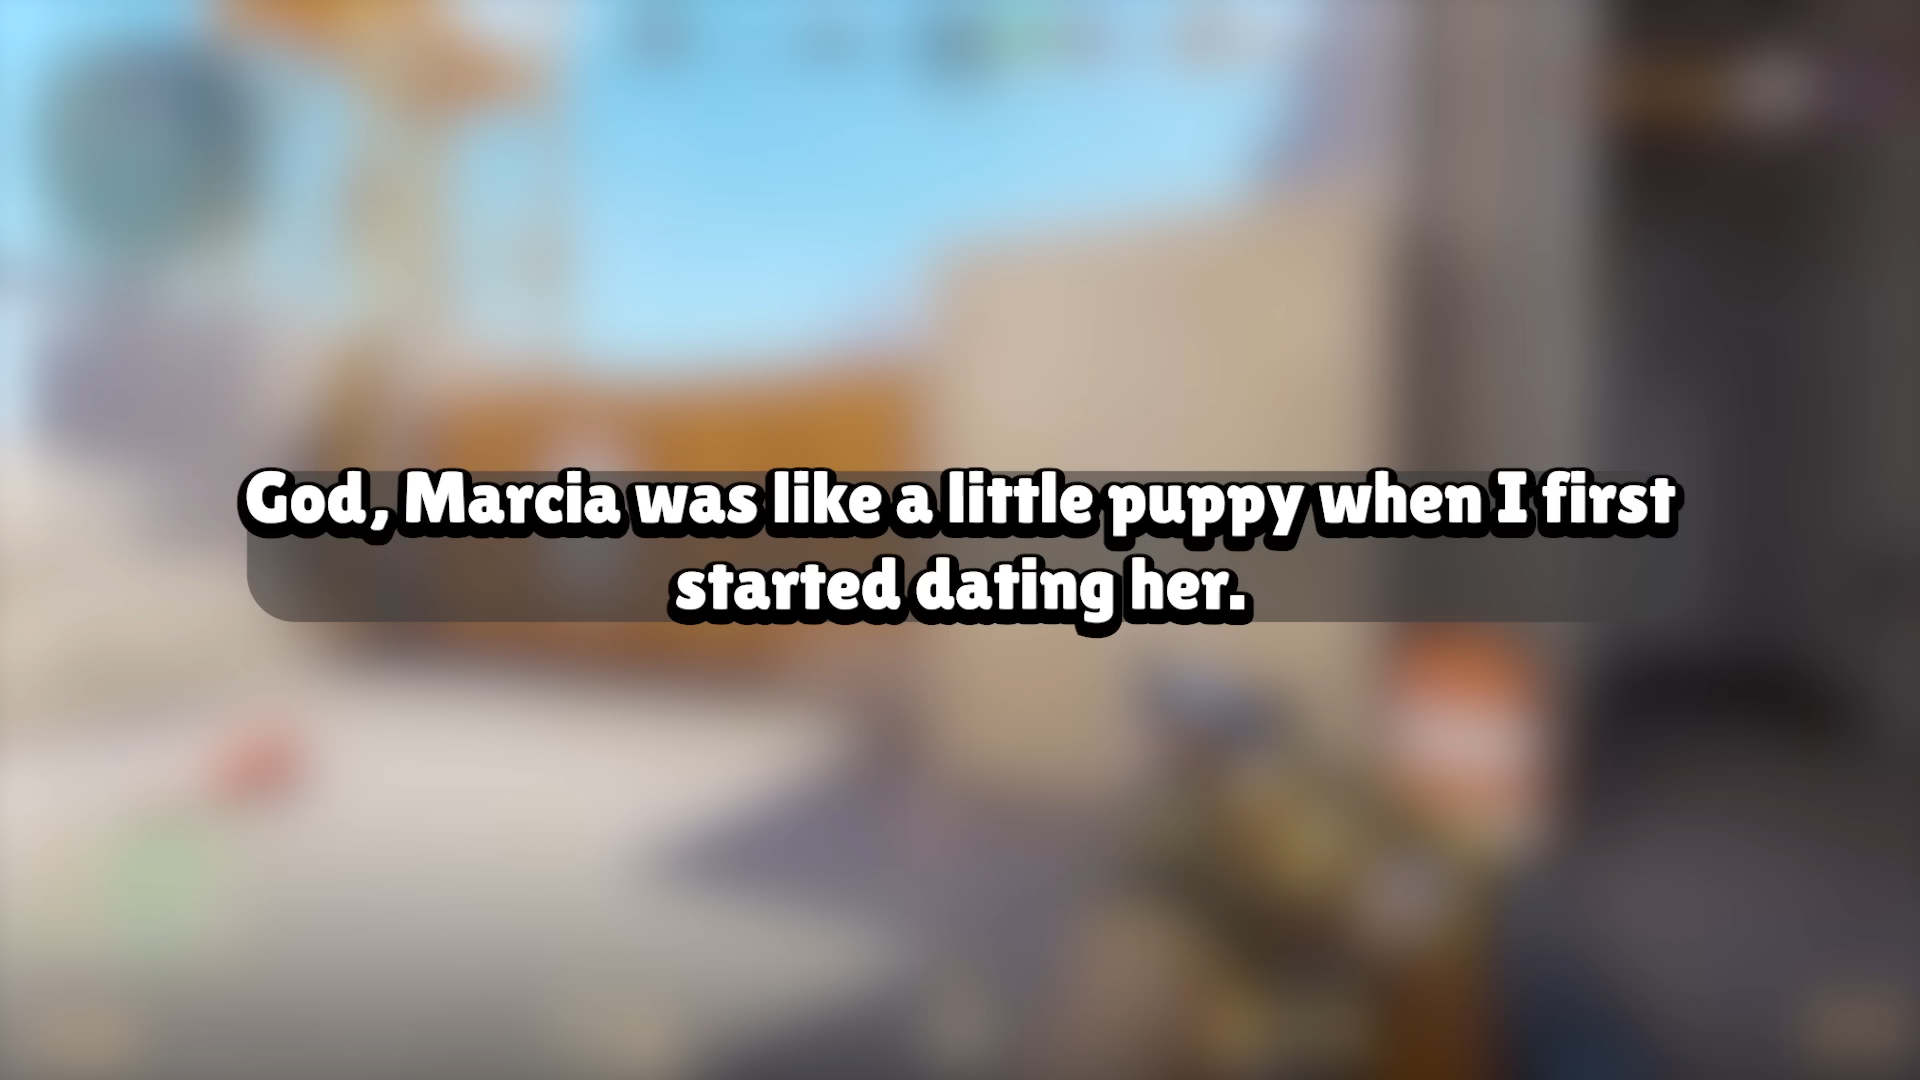 God, Marcia was like a little puppy when I first
started dating her.